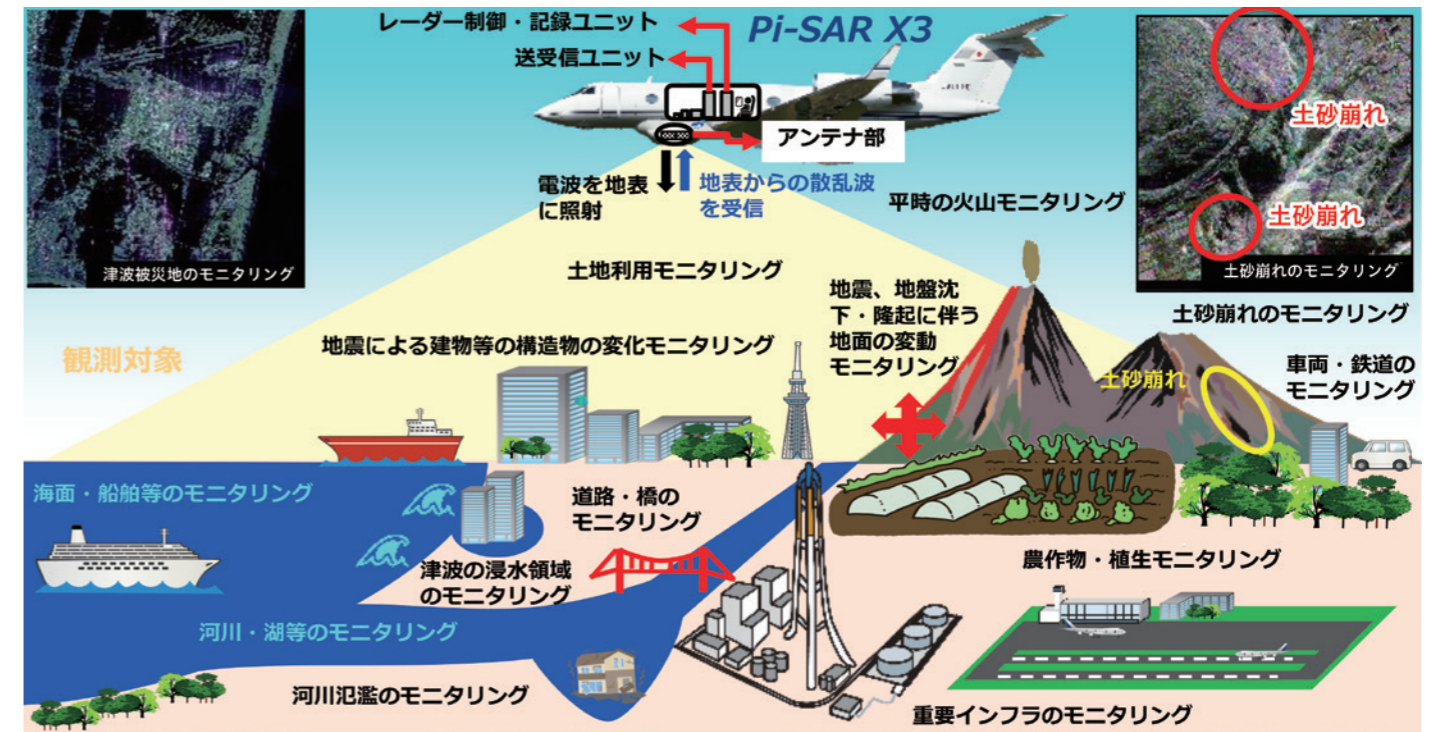 レーダー制御・記録ユニット
Pi-SAR X3
送受信ユニット
アンテナ部
電波を地表
に照射
地表からの散乱波
を受信
津波被災地のモニタリング
土砂崩れ
土砂崩れ
土砂崩れのモニタリング
平時の火山モニタリング
土地利用モニタリング
地震、地盤沈
下・隆起に伴う
地面の変動
モニタリング
土砂崩れのモニタリング
観測対象
地震による建物等の構造物の変化モニタリング
土砂崩れ
車両・鉄道の
モニタリング
海面・船舶等のモニタリング
道路・橋の
モニタリング
津波の浸水領域
のモニタリング
農作物・植生モニタリング
河川・湖等のモニタリング
河川氾濫のモニタリング
重要インフラのモニタリング